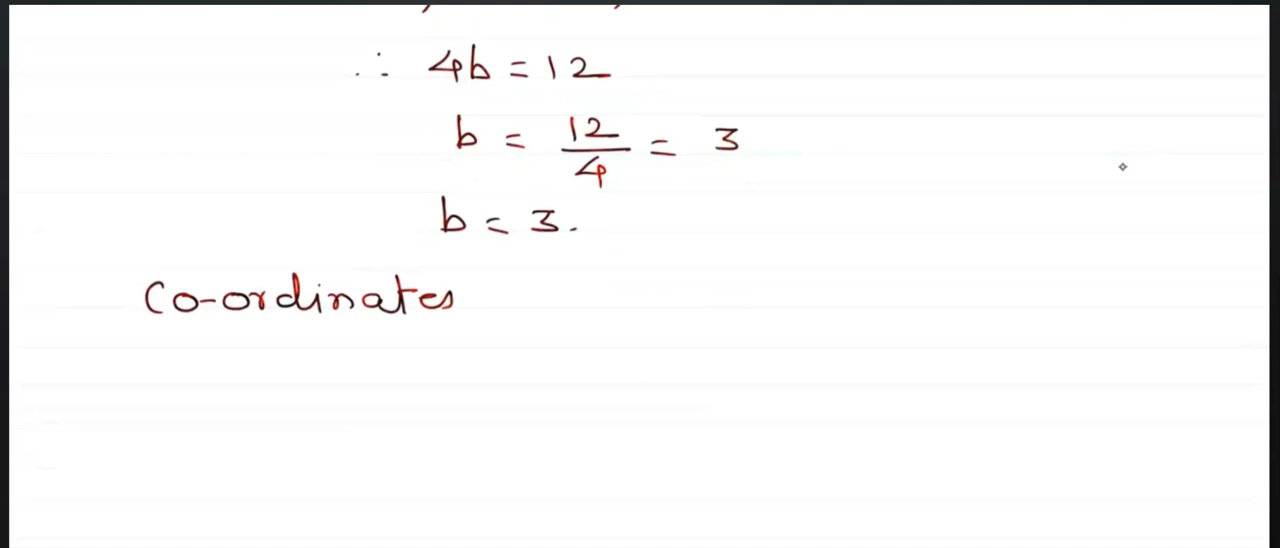 ∴ 4b = 12
b = 12/4 = 3
b = 3.
Co-ordinates